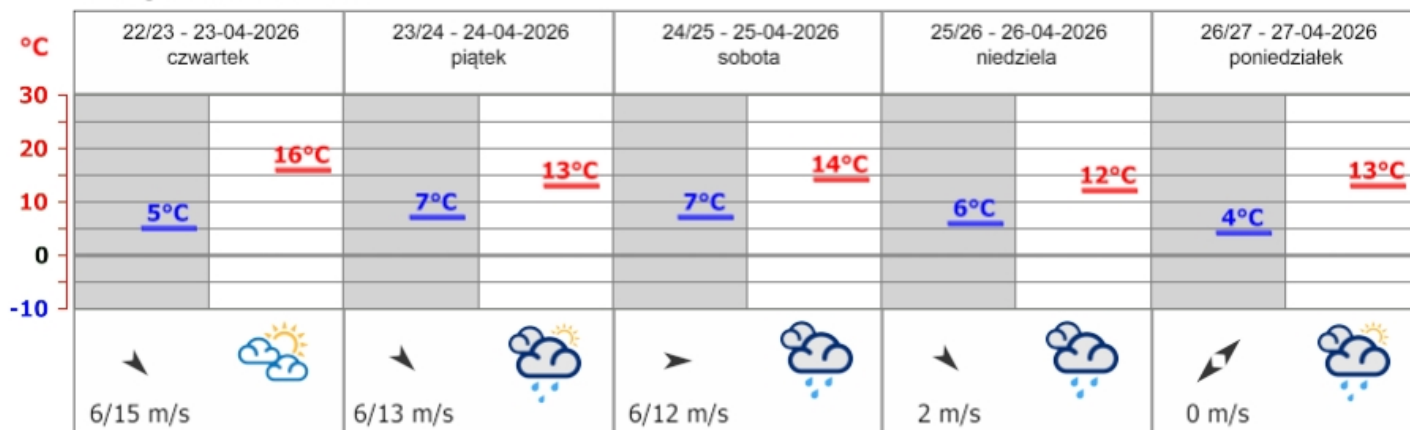 °C
22/23 - 23-04-2026
czwartek
23/24 - 24-04-2026
piątek
24/25 - 25-04-2026
sobota
25/26 - 26-04-2026
niedziela
26/27 - 27-04-2026
poniedziałek
30
20
10
0
-10
5°C
16°C
7°C
13°C
7°C
14°C
6°C
12°C
4°C
13°C
6/15 m/s
6/13 m/s
6/12 m/s
2 m/s
0 m/s